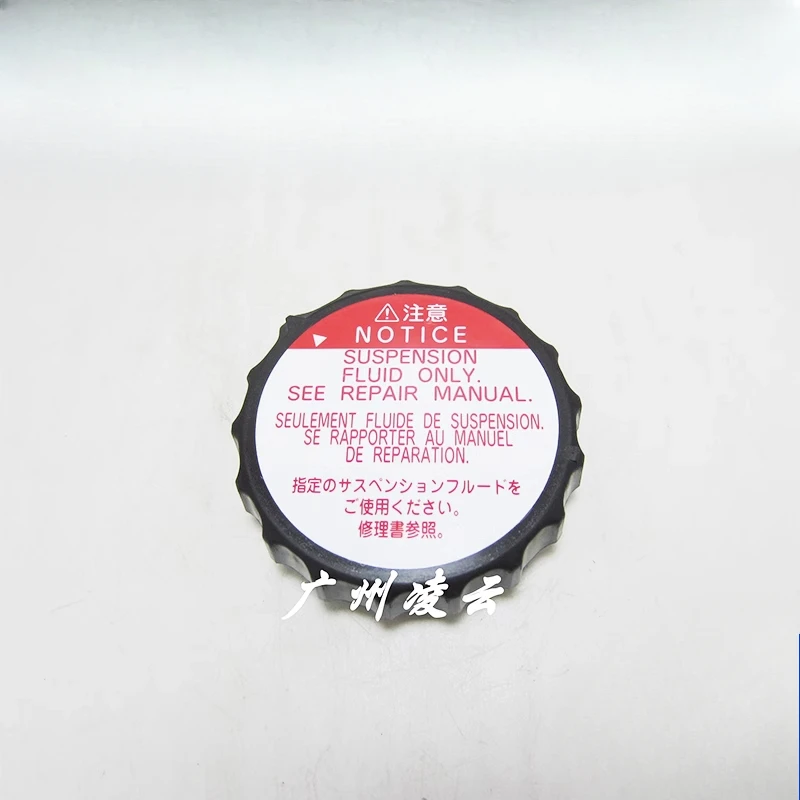 ⚠注意
NOTICE
SUSPENSION
FLUID ONLY.
SEE REPAIR MANUAL.
SEULEMENT FLUIDE DE SUSPENSION.
SE RAPPORTER AU MANUEL
DE REPARATION.
指定のサスペンションフルードを
ご使用ください。
修理書参照。
广州凌云